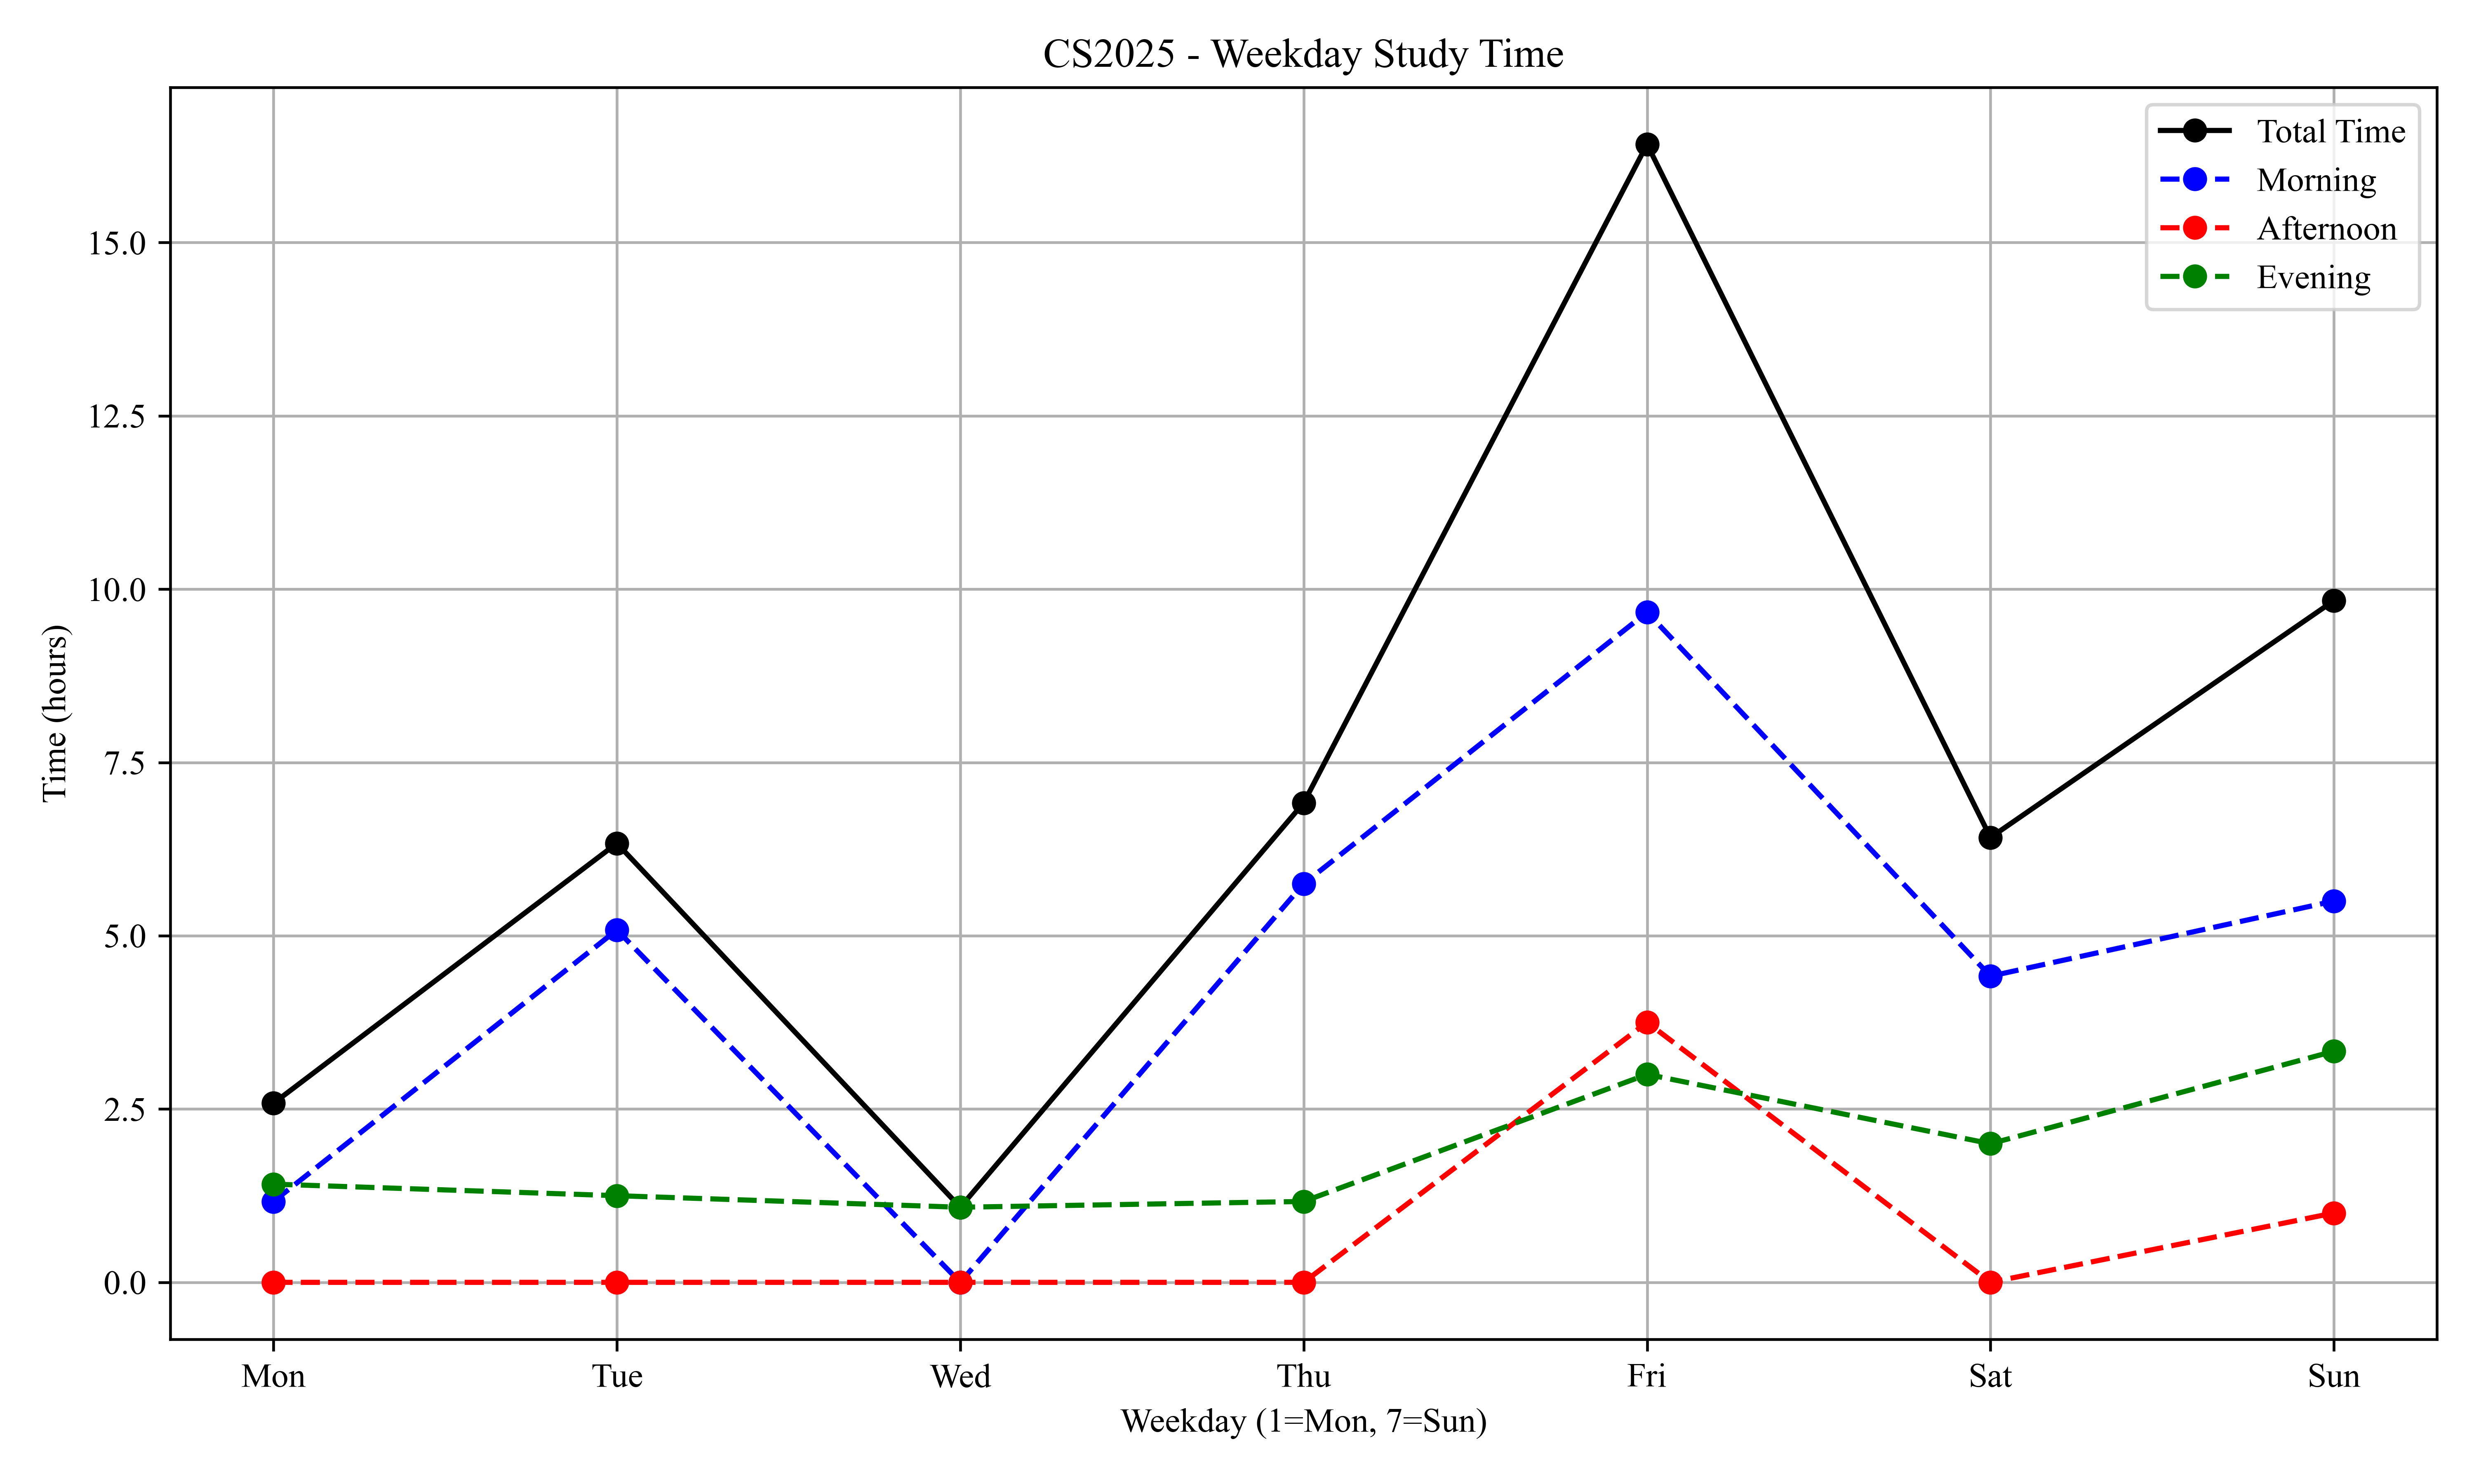 CS2025 - Weekday Study Time
Total Time
Morning
Afternoon
Evening
15.0
12.5
10.0
7.5
5.0
2.5
0.0
Time (hours)
Mon Tue Wed Thu Fri Sat Sun
Weekday (1=Mon, 7=Sun)